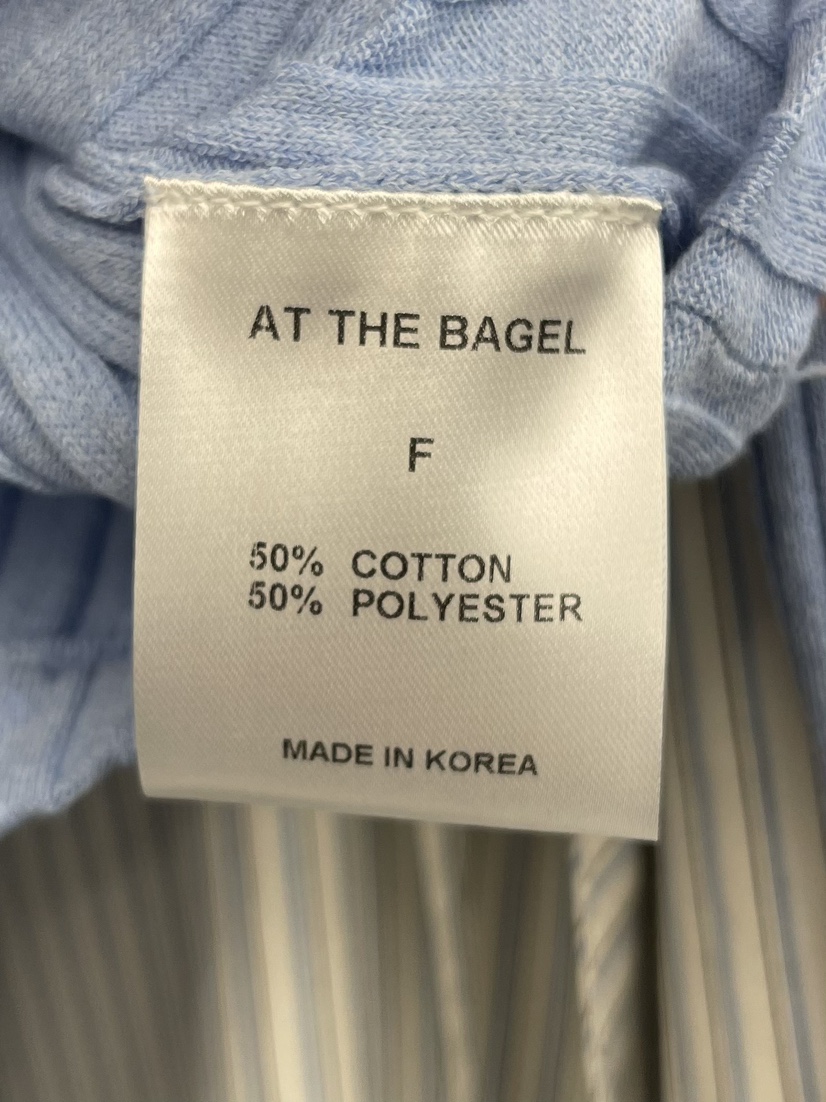 AT THE BAGEL
F
50% COTTON
50% POLYESTER
MADE IN KOREA